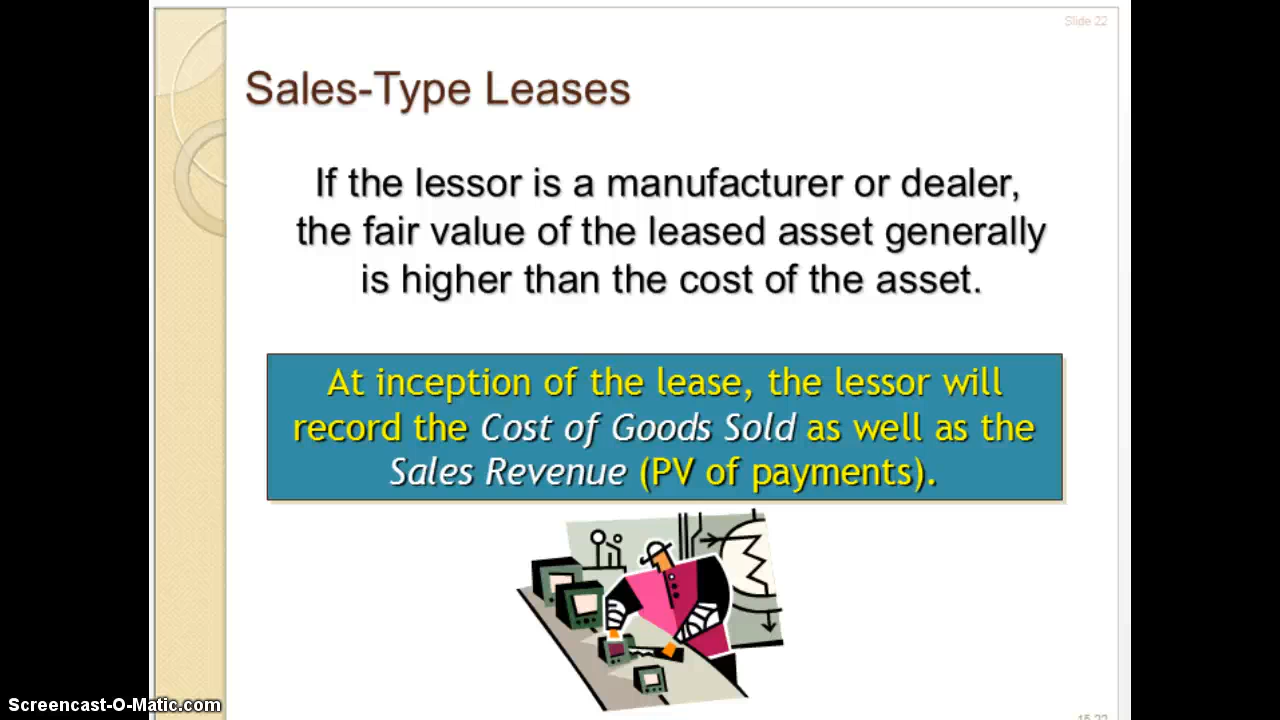 Slide 22
Sales-Type Leases
If the lessor is a manufacturer or dealer,
the fair value of the leased asset generally
is higher than the cost of the asset.
At inception of the lease, the lessor will
record the Cost of Goods Sold as well as the
Sales Revenue (PV of payments).
Screencast-O-Matic.com